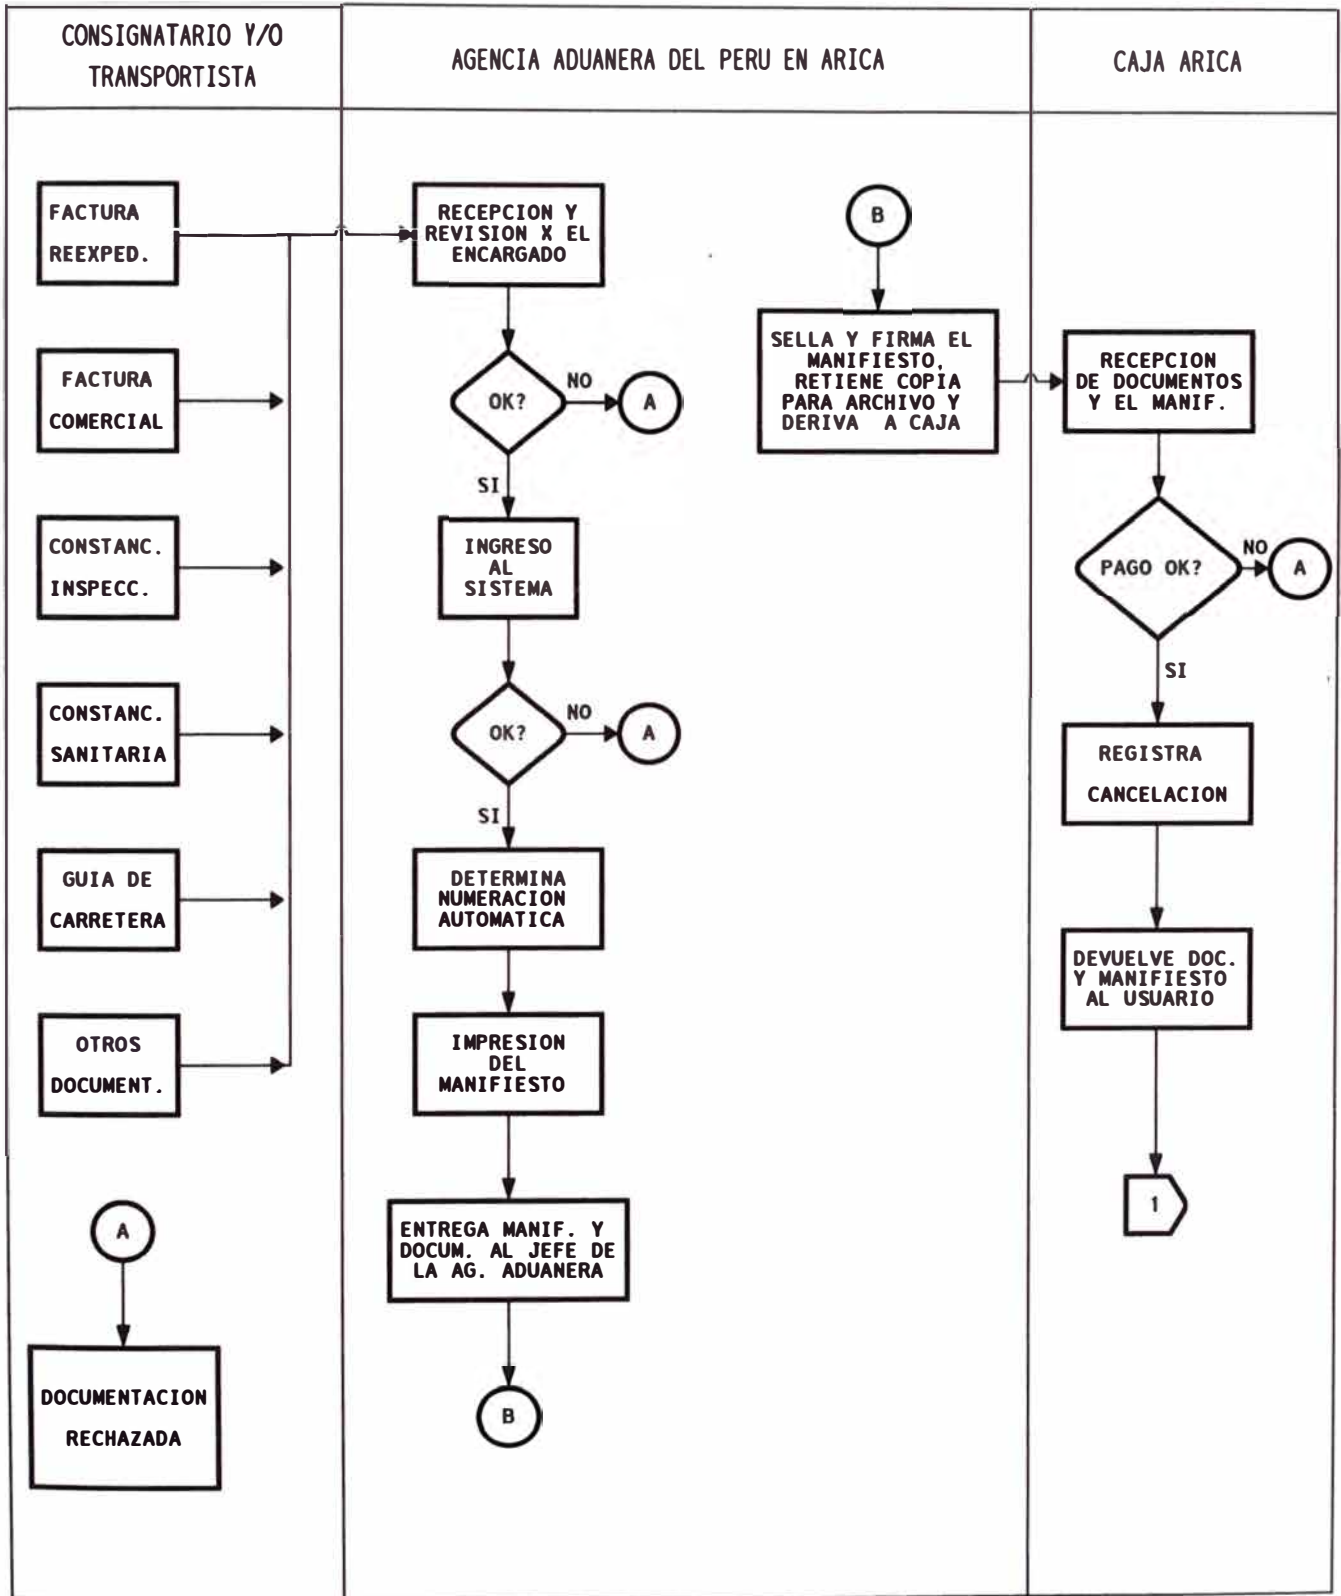 CONSIGNATARIO Y/O
TRANSPORTISTA
AGENCIA ADUANERA DEL PERU EN ARICA
CAJA ARICA
FACTURA
REEXPED.
FACTURA
COMERCIAL
CONSTANC.
INSPECC.
CONSTANC.
SANITARIA
GUIA DE
CARRETERA
OTROS
DOCUMENT.
A
DOCUMENTACION
RECHAZADA
RECEPCION Y
REVISION X EL
ENCARGADO
OK?
NO
A
SI
INGRESO
AL
SISTEMA
OK?
NO
A
SI
DETERMINA
NUMERACION
AUTOMATICA
IMPRESION
DEL
MANIFIESTO
ENTREGA MANIF. Y
DOCUM. AL JEFE DE
LA AG. ADUANERA
B
B
SELLA Y FIRMA EL
MANIFIESTO,
RETIENE COPIA
PARA ARCHIVO Y
DERIVA A CAJA
RECEPCION
DE DOCUMENTOS
Y EL MANIF.
PAGO OK?
NO
A
SI
REGISTRA
CANCELACION
DEVUELVE DOC.
Y MANIFIESTO
AL USUARIO
1